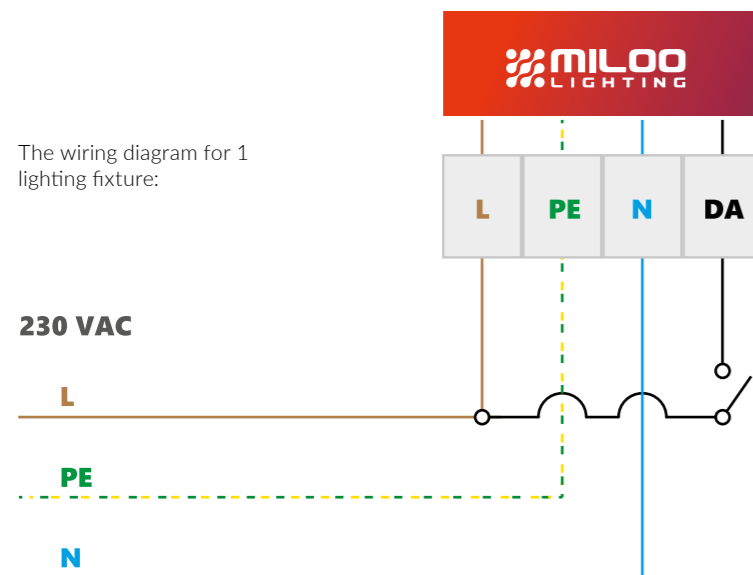 MILOO
LIGHTING
The wiring diagram for 1
lighting fixture:
L PE N DA
230 VAC
L
PE
N